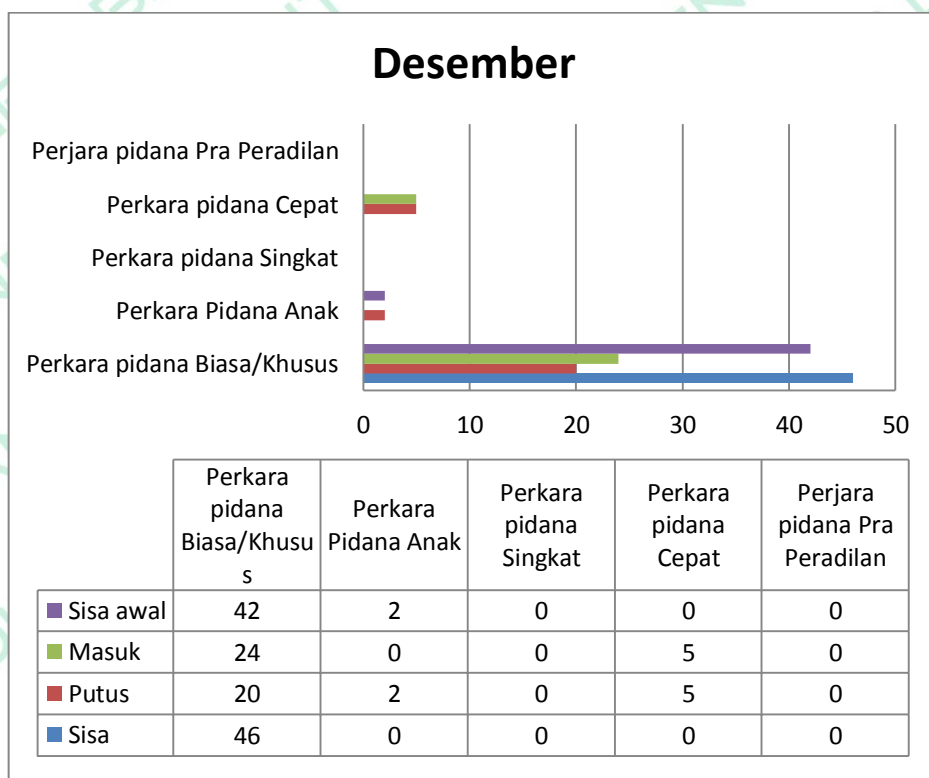 Desember
Perjara pidana Pra Peradilan
Perkara pidana Cepat
Perkara pidana Singkat
Perkara Pidana Anak
Perkara pidana Biasa/Khusus
0 10 20 30 40 50
Perkara pidana Biasa/Khusu s
Perkara Pidana Anak
Perkara pidana Singkat
Perkara pidana Cepat
Perjara pidana Pra Peradilan
Sisa awal 42 2 0 0 0
Masuk 24 0 0 5 0
Putus 20 2 0 5 0
Sisa 46 0 0 0 0